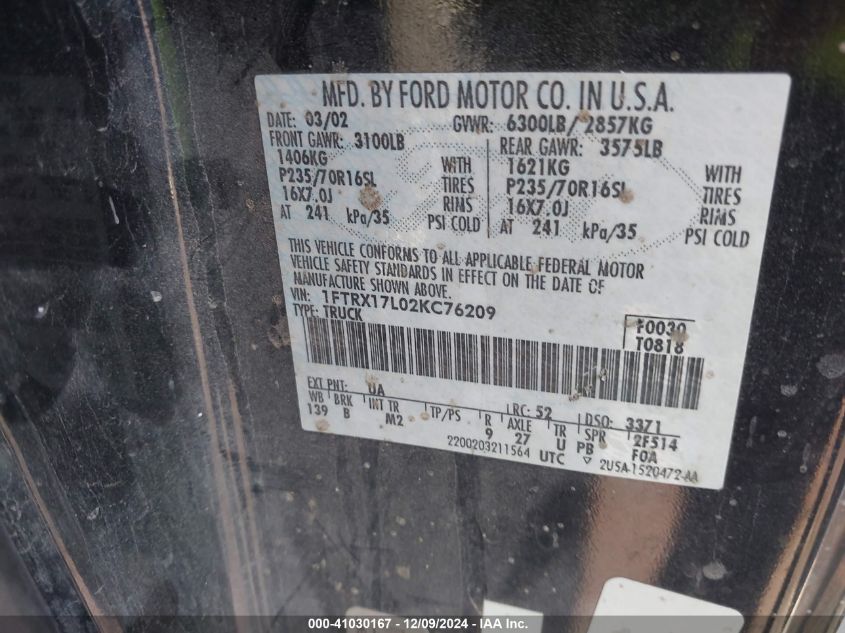 MFD. BY FORD MOTOR CO. IN U.S.A.
DATE: 03/02 GVWR: 6300LB/ 2857KG
FRONT GAWR: 3100LB REAR GAWR: 3575LB
1406KG WITH 1621KG WITH
P235/70R16SL TIRES P235/70R16SL TIRES
16X7.0J RIMS 16X7.0J RIMS
AT 241 kPa/35 PSI COLD AT 241 kPa/35 PSI COLD
THIS VEHICLE CONFORMS TO ALL APPLICABLE FEDERAL MOTOR
VEHICLE SAFETY STANDARDS IN EFFECT ON THE DATE OF
MANUFACTURE SHOWN ABOVE.
VIN: 1FTRX17L02KC76209
TYPE: TRUCK
F0030
T0818
EXT PNT: UA RC: 52 DSO: 3371
WB BRK INT TR TP/PS R AXLE TR SPR 2F514
139 B M2 9 27 U PB F0A
2200203211564 UTC ▽ 2USA-1520472-AA
000-41030167 - 12/09/2024 - IAA Inc.